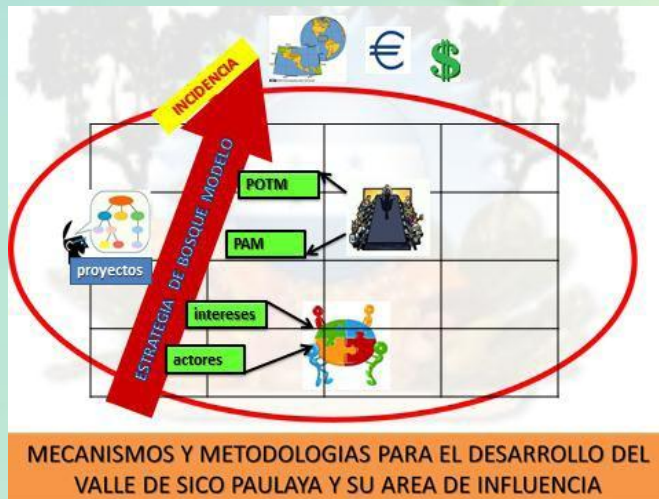 INCIDENCIA
€
$
ESTRATEGIA DE BOSQUE MODELO
POTM
PAM
proyectos
intereses
actores
MECANISMOS Y METODOLOGIAS PARA EL DESARROLLO DEL
VALLE DE SICO PAULAYA Y SU AREA DE INFLUENCIA